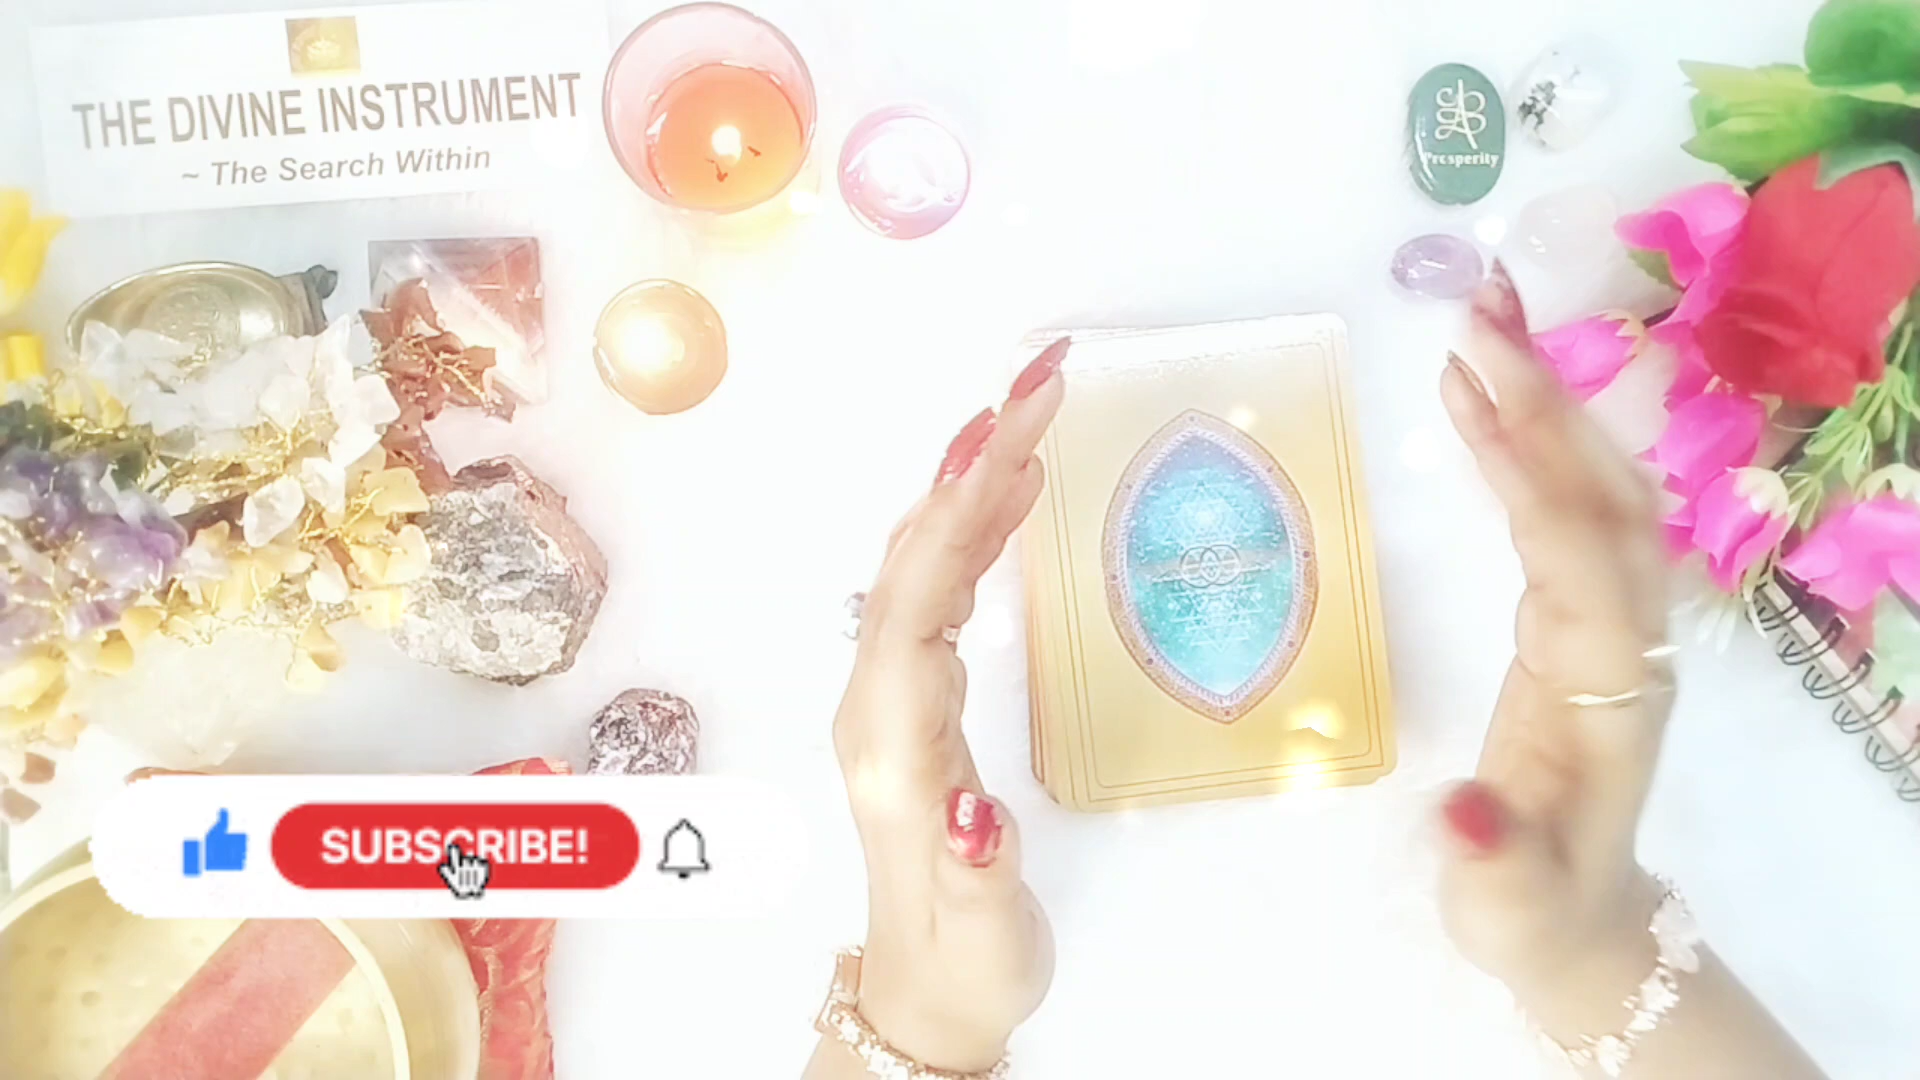 THE DIVINE INSTRUMENT
~ The Search Within
Prosperity
SUBSCRIBE!